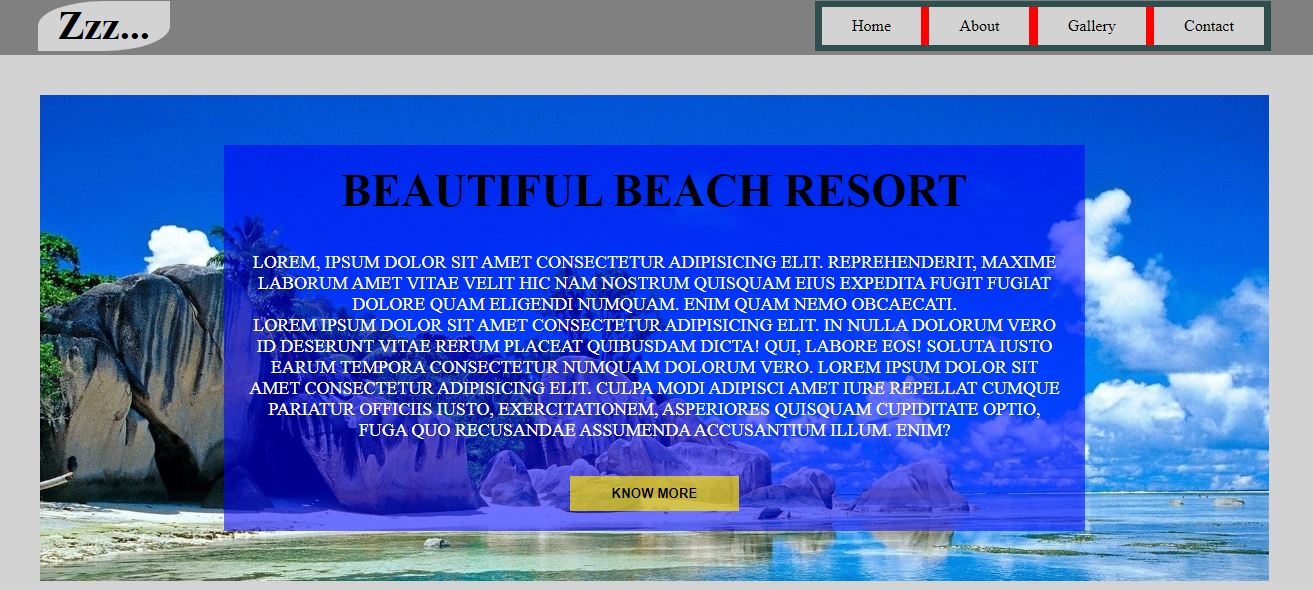 Zzz...
Home About Gallery Contact
BEAUTIFUL BEACH RESORT
LOREM, IPSUM DOLOR SIT AMET CONSECTETUR ADIPISICING ELIT. REPREHENDERIT, MAXIME
LABORUM AMET VITAE VELIT HIC NAM NOSTRUM QUISQUAM EIUS EXPEDITA FUGIT FUGIAT
DOLORE QUAM ELIGENDI NUMQUAM. ENIM QUAM NEMO OBCAECATI.
LOREM IPSUM DOLOR SIT AMET CONSECTETUR ADIPISICING ELIT. IN NULLA DOLORUM VERO
ID DESERUNT VITAE RERUM PLACEAT QUIBUSDAM DICTA! QUI, LABORE EOS! SOLUTA IUSTO
EARUM TEMPORA CONSECTETUR NUMQUAM DOLORUM VERO. LOREM IPSUM DOLOR SIT
AMET CONSECTETUR ADIPISICING ELIT. CULPA MODI ADIPISCI AMET IURE REPELLAT CUMQUE
PARIATUR OFFICIIS IUSTO, EXERCITATIONEM, ASPERIORES QUISQUAM CUPIDITATE OPTIO,
FUGA QUO RECUSANDAE ASSUMENDA ACCUSANTIUM ILLUM. ENIM?
KNOW MORE